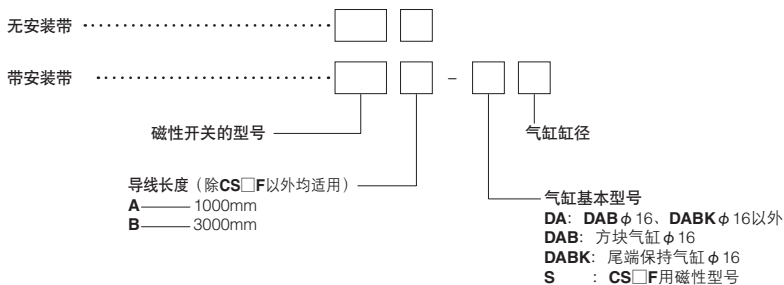 无安装带
带安装带 -
磁性开关的型号
气缸缸径
导线长度（除CS□F以外均适用）
A 1000mm
B 3000mm
气缸基本型号
DA：DABφ16、DABKφ16以外
DAB：方块气缸φ16
DABK：尾端保持气缸φ16
S ：CS□F用磁性型号